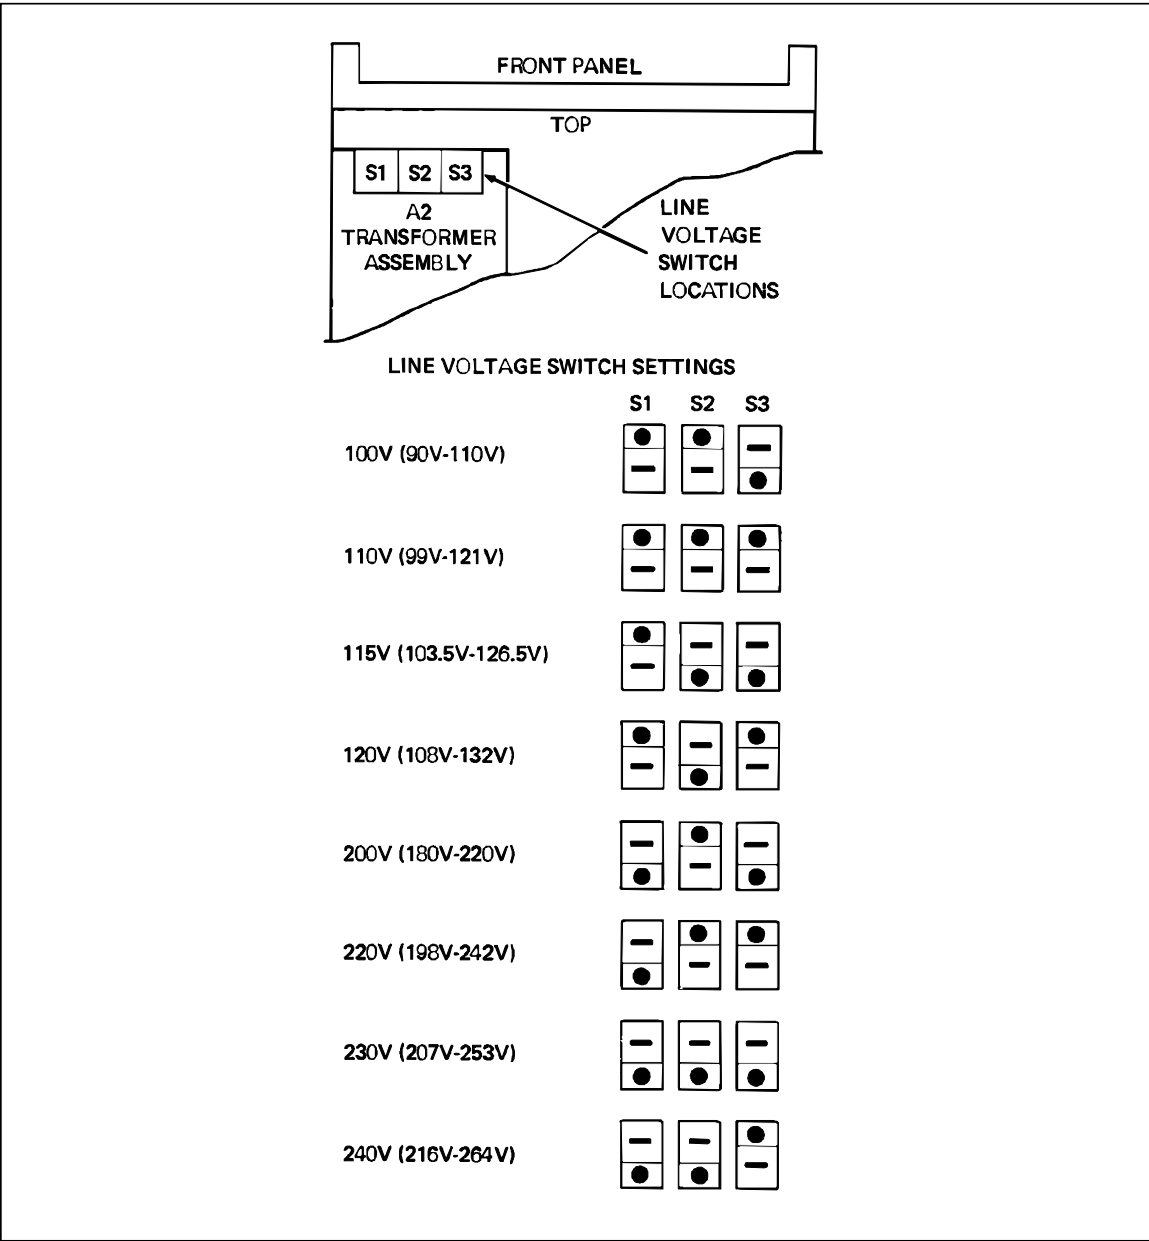 FRONT PANEL
TOP
S1 S2 S3
A2
TRANSFORMER
ASSEMBLY
LINE
VOLTAGE
SWITCH
LOCATIONS
LINE VOLTAGE SWITCH SETTINGS
S1 S2 S3
100V (90V-110V)
110V (99V-121V)
115V (103.5V-126.5V)
120V (108V-132V)
200V (180V-220V)
220V (198V-242V)
230V (207V-253V)
240V (216V-264V)